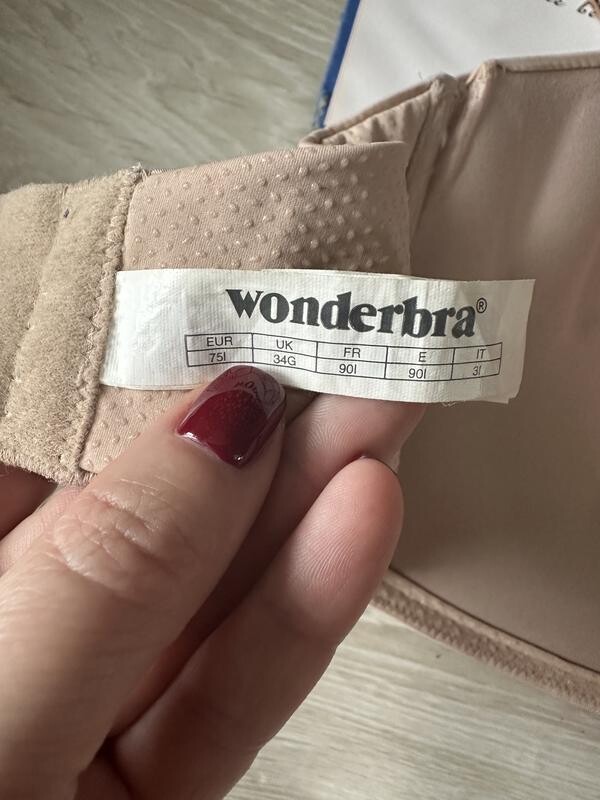 wonderbra®
EUR UK FR E IT
75I 34G 90I 90I 3I